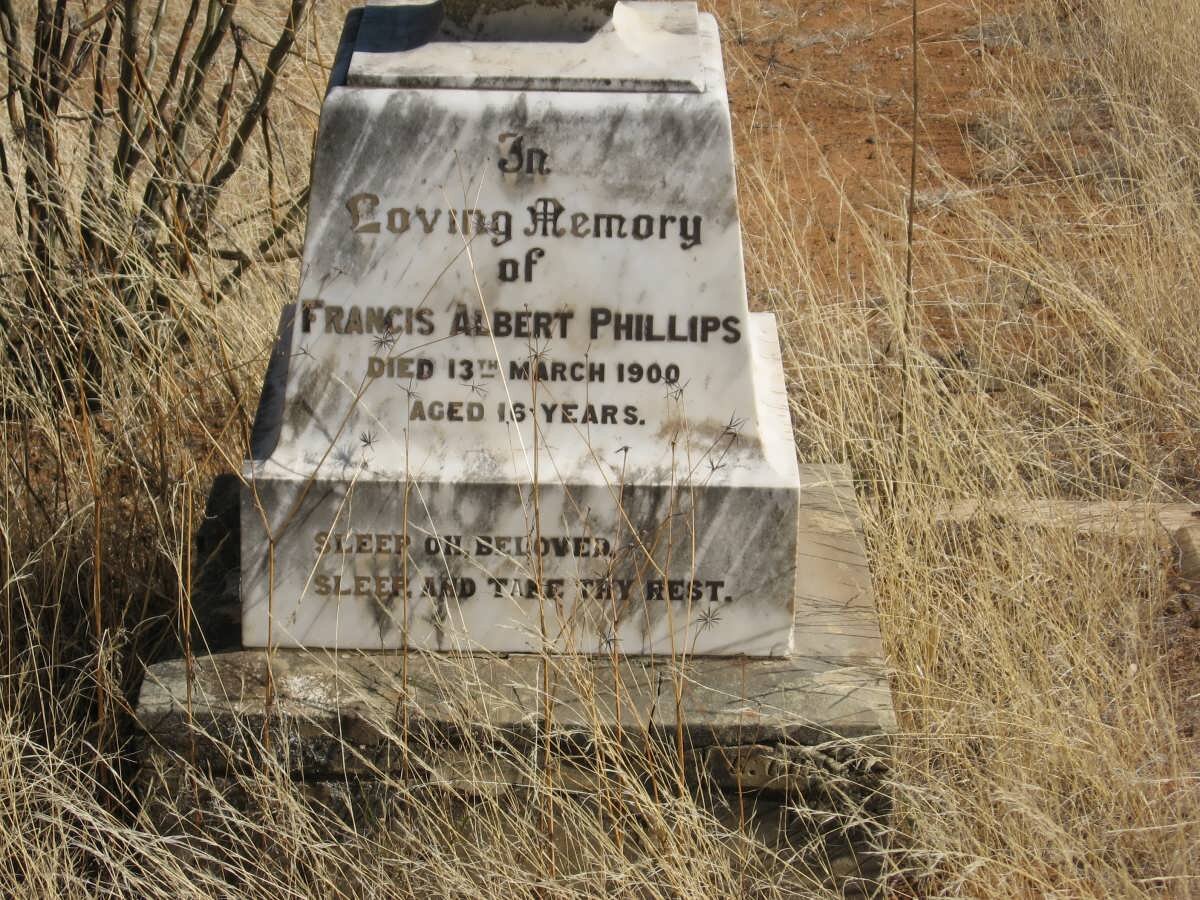 In
Loving Memory
of
FRANCIS ALBERT PHILLIPS
DIED 13TH MARCH 1900
AGED 16 YEARS.
SLEEP OH, BELOVED,
SLEEP, AND TAKE THY REST.